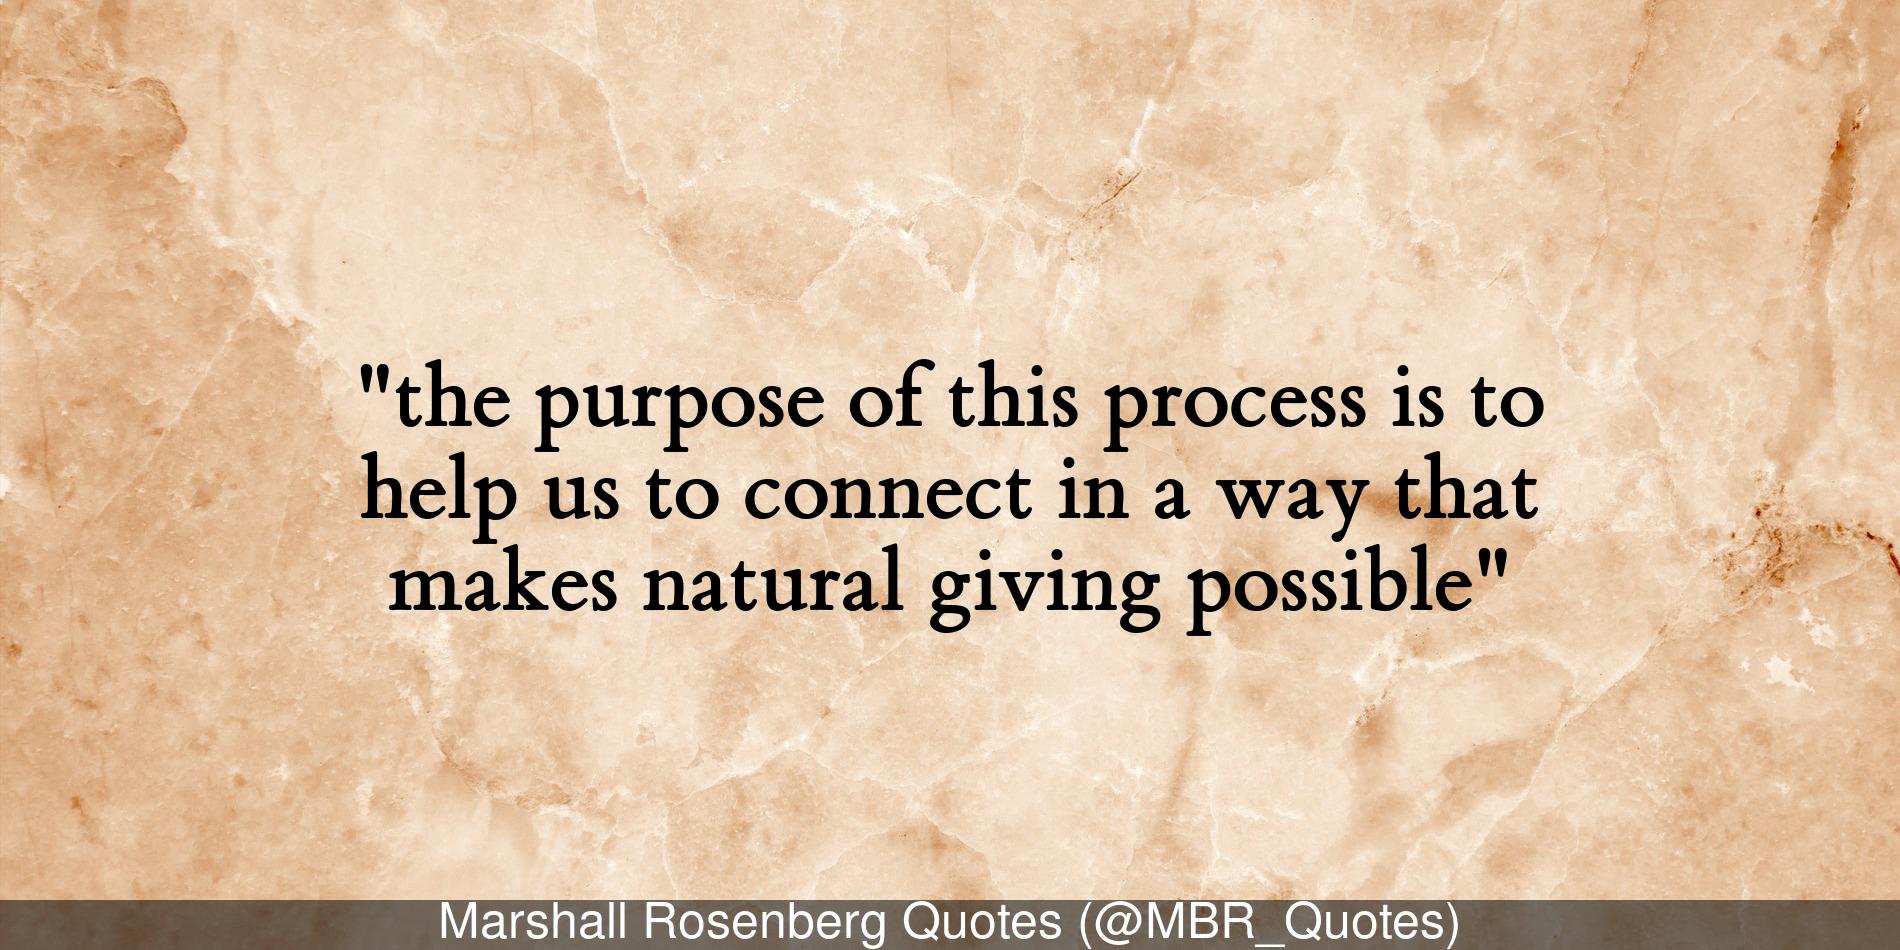 "the purpose of this process is to
help us to connect in a way that
makes natural giving possible"
Marshall Rosenberg Quotes (@MBR_Quotes)